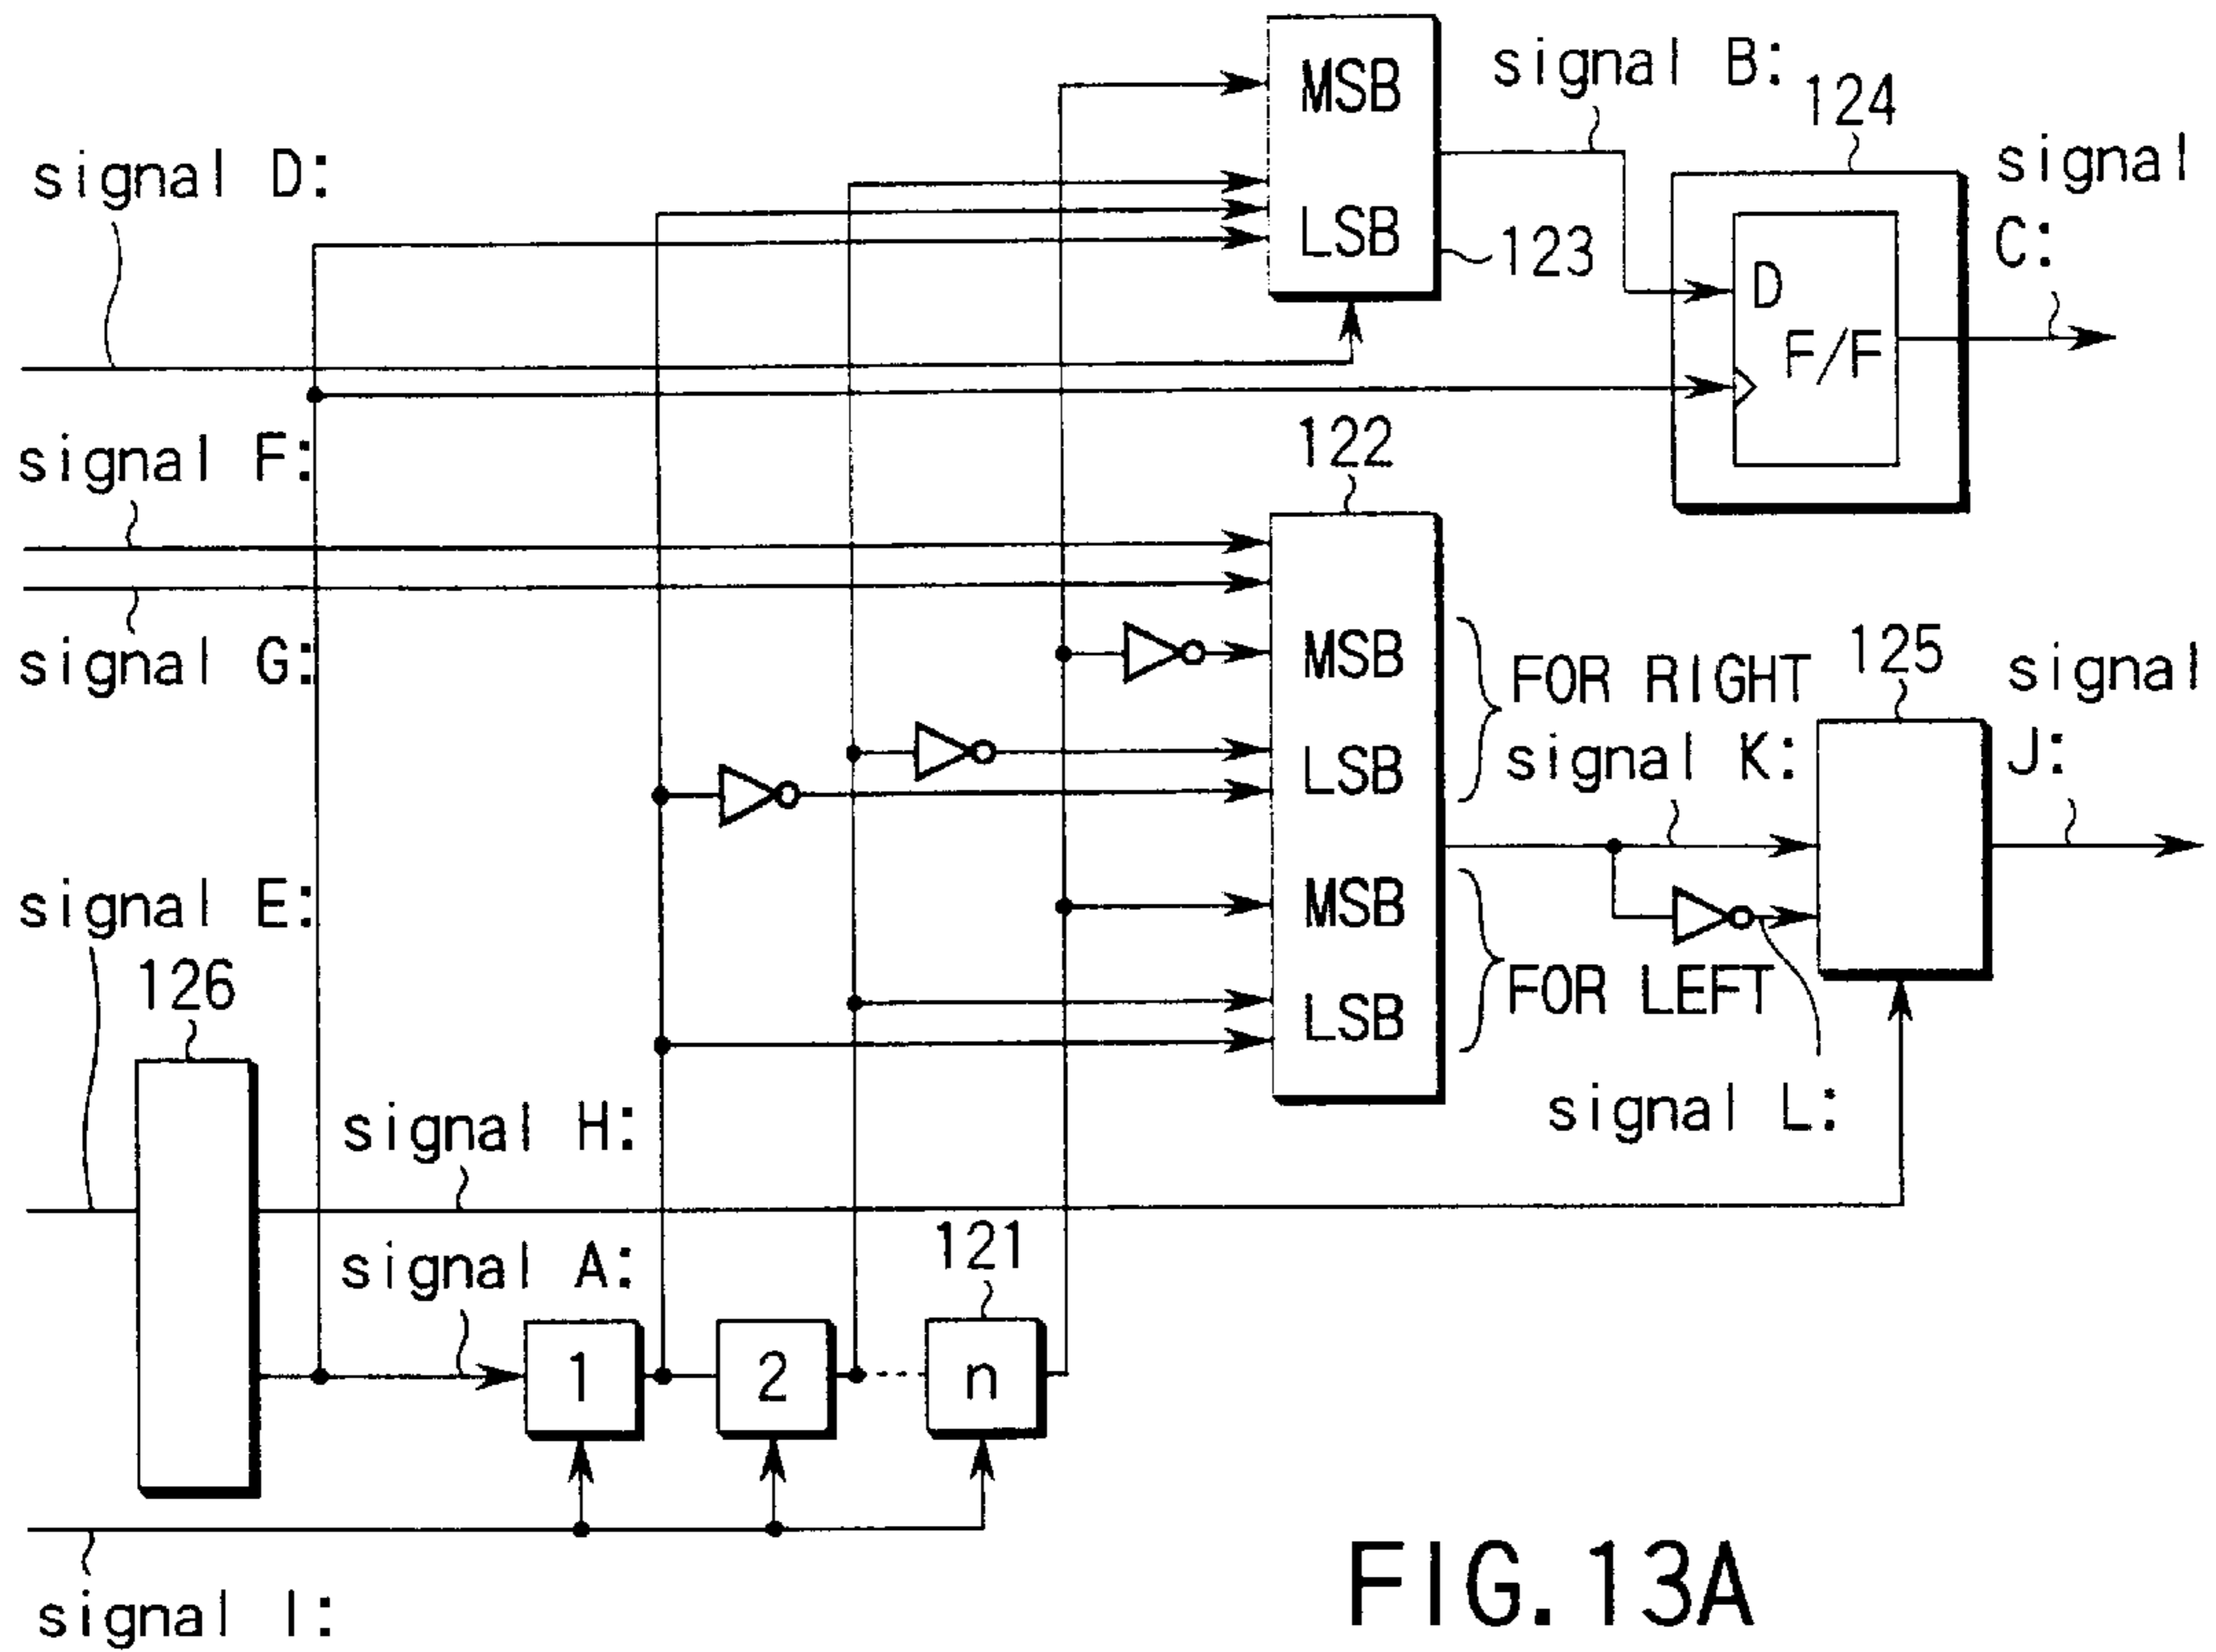 MSB
signal B:
124
signal D:
signal
C:
LSB
123
D
F/F
signal F:
122
signal G:
MSB
FOR RIGHT
125
signal
J:
LSB
signal K:
signal E:
MSB
126
FOR LEFT
LSB
signal H:
signal L:
signal A:
121
1
2
n
signal I:
FIG. 13A